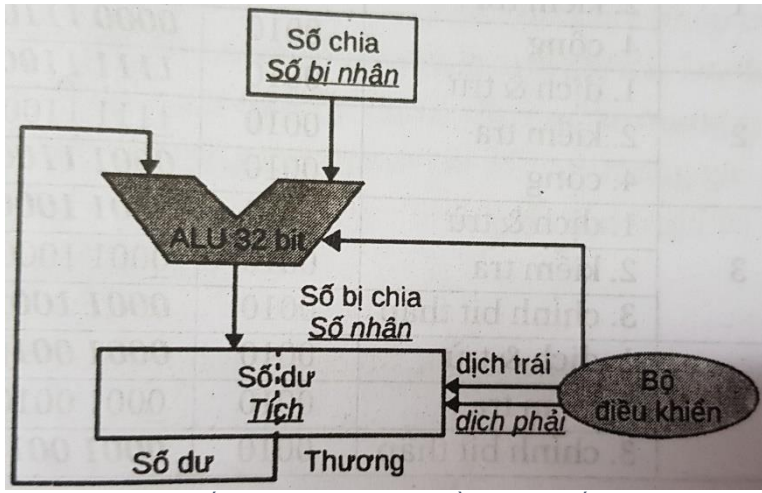 Số chia
Số bị nhân
ALU 32 bit
Số bị chia
Số nhân
Số dư
Tích
dịch trái
dịch phải
Bộ
điều khiển
Số dư
Thương